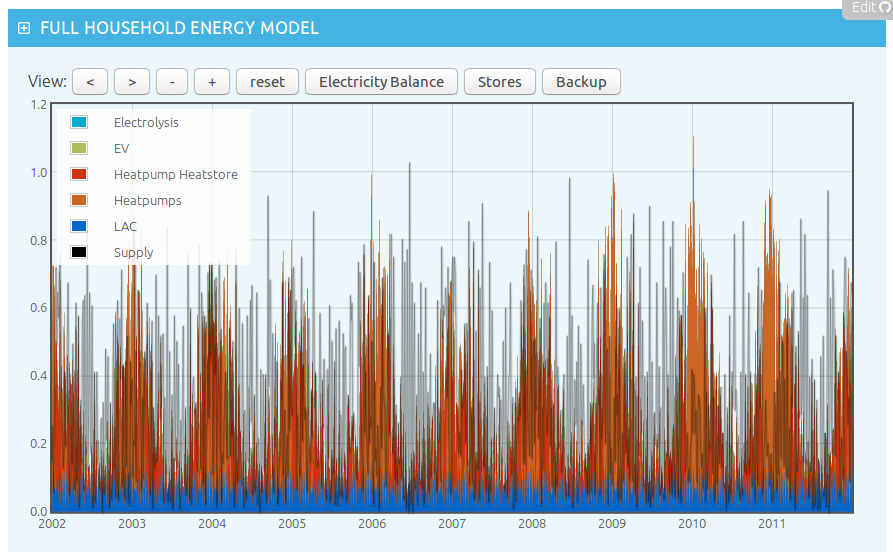 Edit
FULL HOUSEHOLD ENERGY MODEL
View: < > - + reset Electricity Balance Stores Backup
1.2
1.0
0.8
0.6
0.4
0.2
0.0
Electrolysis
EV
Heatpump Heatstore
Heatpumps
LAC
Supply
2002 2003 2004 2005 2006 2007 2008 2009 2010 2011